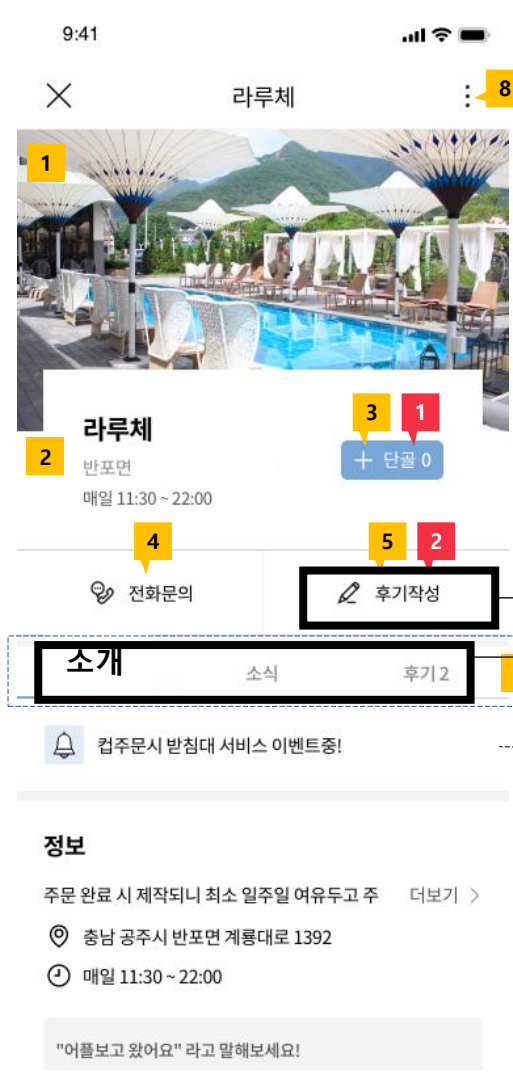 9:41
라루체
8
1
3 1
라루체
+ 단골 0
2
반포면
매일 11:30 ~ 22:00
4
5 2
전화문의
후기작성
소개
소식
후기 2
컵주문시 받침대 서비스 이벤트중!
정보
주문 완료 시 제작되니 최소 일주일 여유두고 주
더보기 >
충남 공주시 반포면 계룡대로 1392
매일 11:30 ~ 22:00
"어플보고 왔어요" 라고 말해보세요!